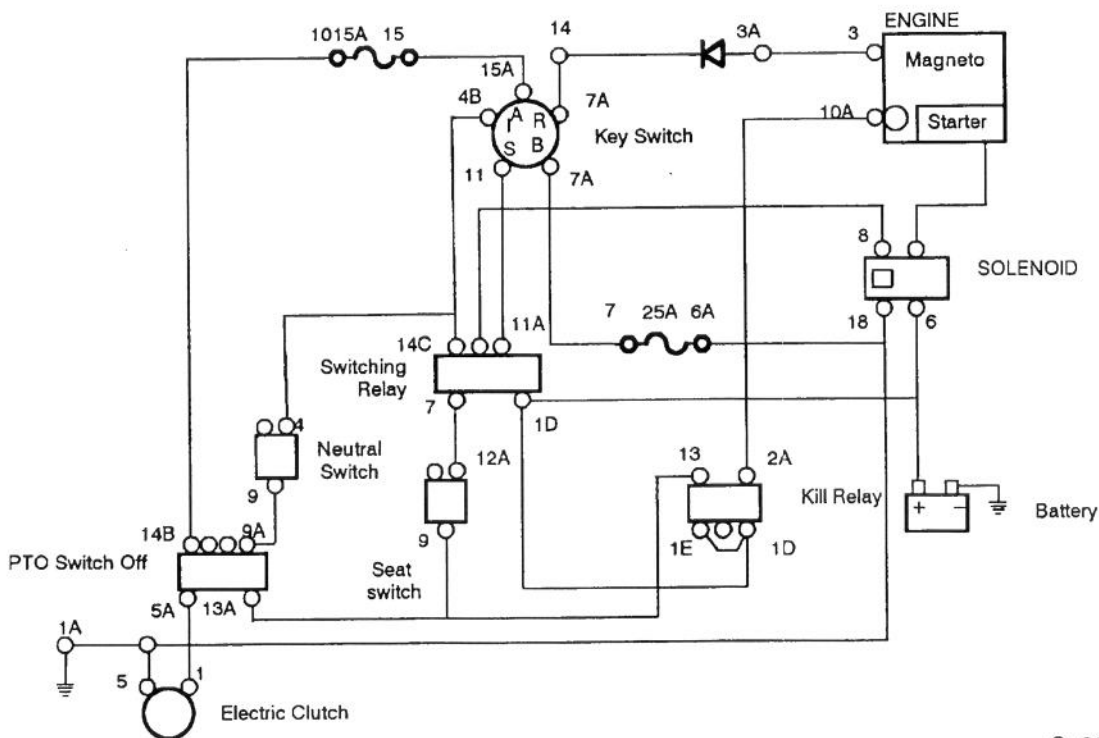 ENGINE
1015A 15
14
3A
3
Magneto
15A
4B
7A
10A
Starter
A
I R
S B
Key Switch
11
7A
8
SOLENOID
7 25A 6A
18
6
14C
11A
Switching
Relay
7
1D
4
Neutral
Switch
12A
13
2A
Kill Relay
+ −
Battery
9
14B
9A
9
1E
1D
PTO Switch Off
Seat
switch
5A
13A
1A
5
1
Electric Clutch